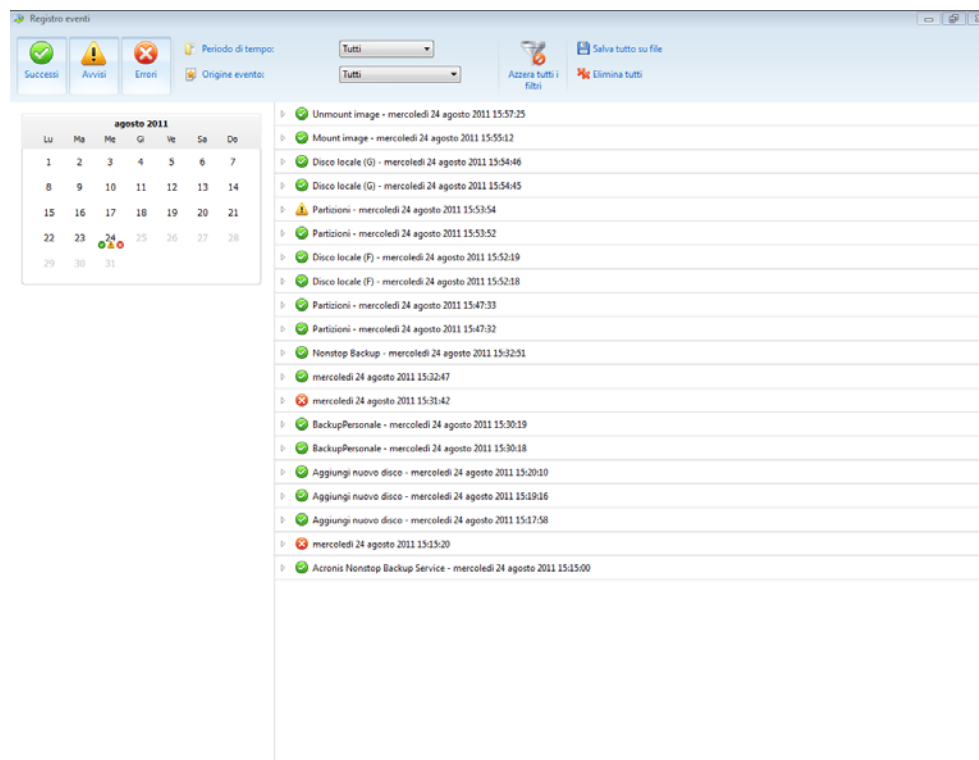 Registro eventi
Successi
Avvisi
Errori
Periodo di tempo:
Tutti
Origine evento:
Tutti
Azzera tutti i
filtri
Salva tutto su file
Elimina tutti
agosto 2011
Lu Ma Me Gi Ve Sa Do
1 2 3 4 5 6 7
8 9 10 11 12 13 14
15 16 17 18 19 20 21
22 23 24 25 26 27 28
29 30 31
Unmount image - mercoledì 24 agosto 2011 15:57:25
Mount image - mercoledì 24 agosto 2011 15:55:12
Disco locale (G) - mercoledì 24 agosto 2011 15:54:46
Disco locale (G) - mercoledì 24 agosto 2011 15:54:45
Partizioni - mercoledì 24 agosto 2011 15:53:54
Partizioni - mercoledì 24 agosto 2011 15:53:52
Disco locale (F) - mercoledì 24 agosto 2011 15:52:19
Disco locale (F) - mercoledì 24 agosto 2011 15:52:18
Partizioni - mercoledì 24 agosto 2011 15:47:33
Partizioni - mercoledì 24 agosto 2011 15:47:32
Nonstop Backup - mercoledì 24 agosto 2011 15:32:51
mercoledì 24 agosto 2011 15:32:47
mercoledì 24 agosto 2011 15:31:42
BackupPersonale - mercoledì 24 agosto 2011 15:30:19
BackupPersonale - mercoledì 24 agosto 2011 15:30:18
Aggiungi nuovo disco - mercoledì 24 agosto 2011 15:20:10
Aggiungi nuovo disco - mercoledì 24 agosto 2011 15:19:16
Aggiungi nuovo disco - mercoledì 24 agosto 2011 15:17:58
mercoledì 24 agosto 2011 15:15:20
Acronis Nonstop Backup Service - mercoledì 24 agosto 2011 15:15:00